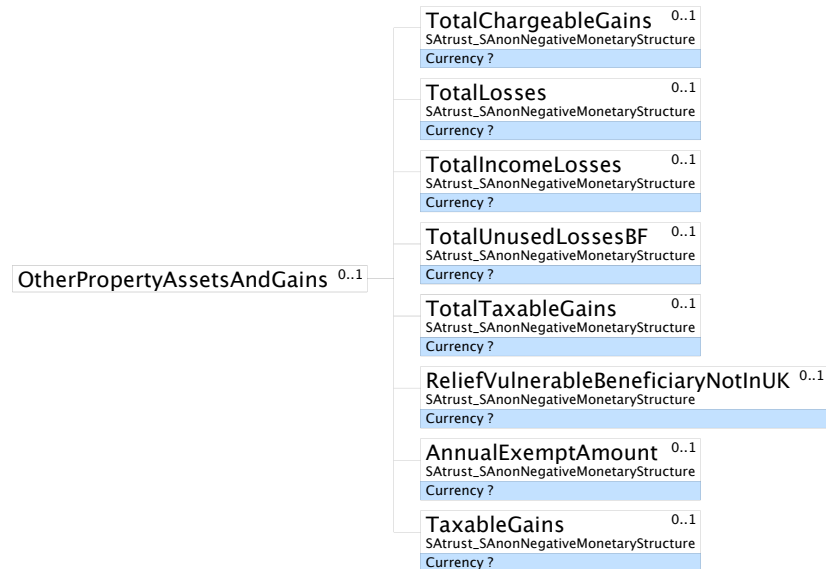 TotalChargeableGains 0..1
SAtrust_SAnonNegativeMonetaryStructure
Currency ?
TotalLosses 0..1
SAtrust_SAnonNegativeMonetaryStructure
Currency ?
TotalIncomeLosses 0..1
SAtrust_SAnonNegativeMonetaryStructure
Currency ?
TotalUnusedLossesBF 0..1
SAtrust_SAnonNegativeMonetaryStructure
Currency ?
OtherPropertyAssetsAndGains 0..1
TotalTaxableGains 0..1
SAtrust_SAnonNegativeMonetaryStructure
Currency ?
ReliefVulnerableBeneficiaryNotInUK 0..1
SAtrust_SAnonNegativeMonetaryStructure
Currency ?
AnnualExemptAmount 0..1
SAtrust_SAnonNegativeMonetaryStructure
Currency ?
TaxableGains 0..1
SAtrust_SAnonNegativeMonetaryStructure
Currency ?